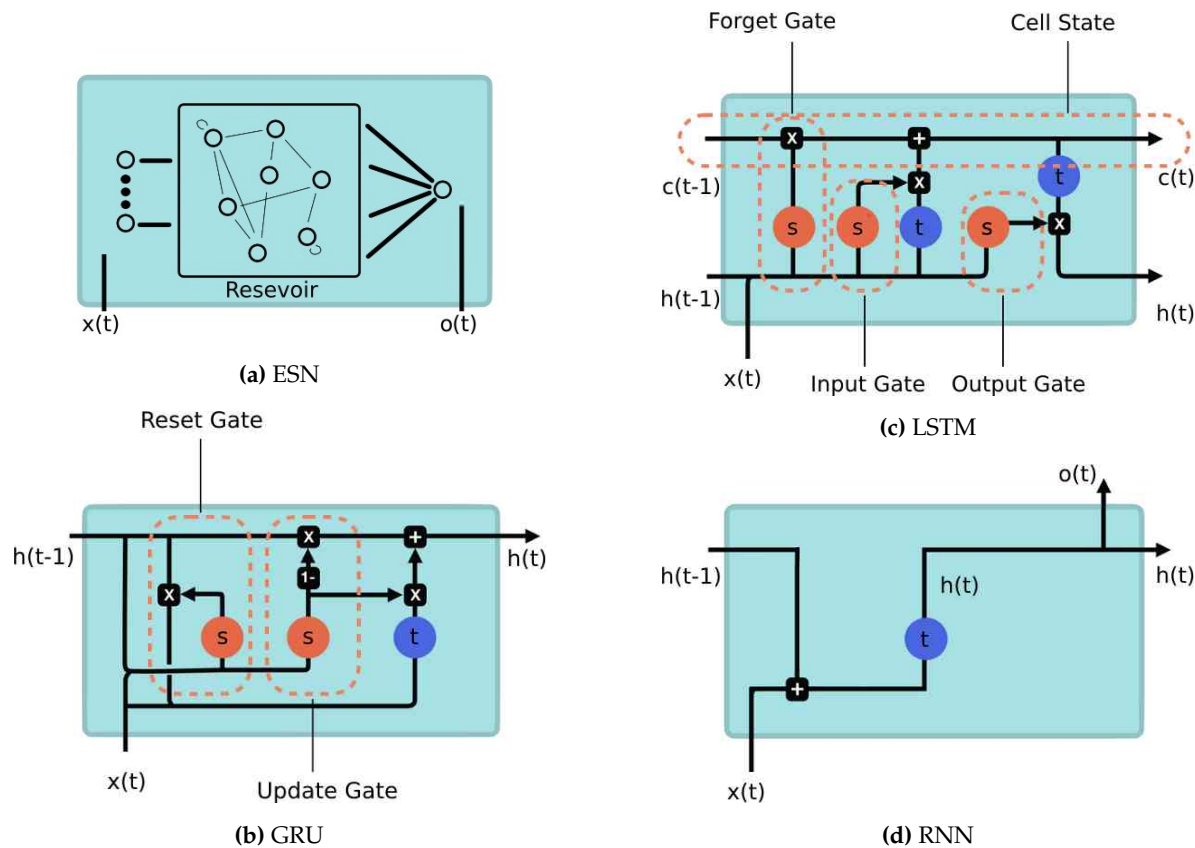 Resevoir
x(t)
o(t)
(a) ESN
Forget Gate
Cell State
x
+
c(t-1)
t
c(t)
x
s
s
t
s
x
h(t-1)
h(t)
x(t)
Input Gate
Output Gate
(c) LSTM
Reset Gate
x
+
h(t-1)
h(t)
1-
x
x
s
s
t
x(t)
Update Gate
(b) GRU
o(t)
h(t-1)
h(t)
h(t)
t
+
x(t)
(d) RNN